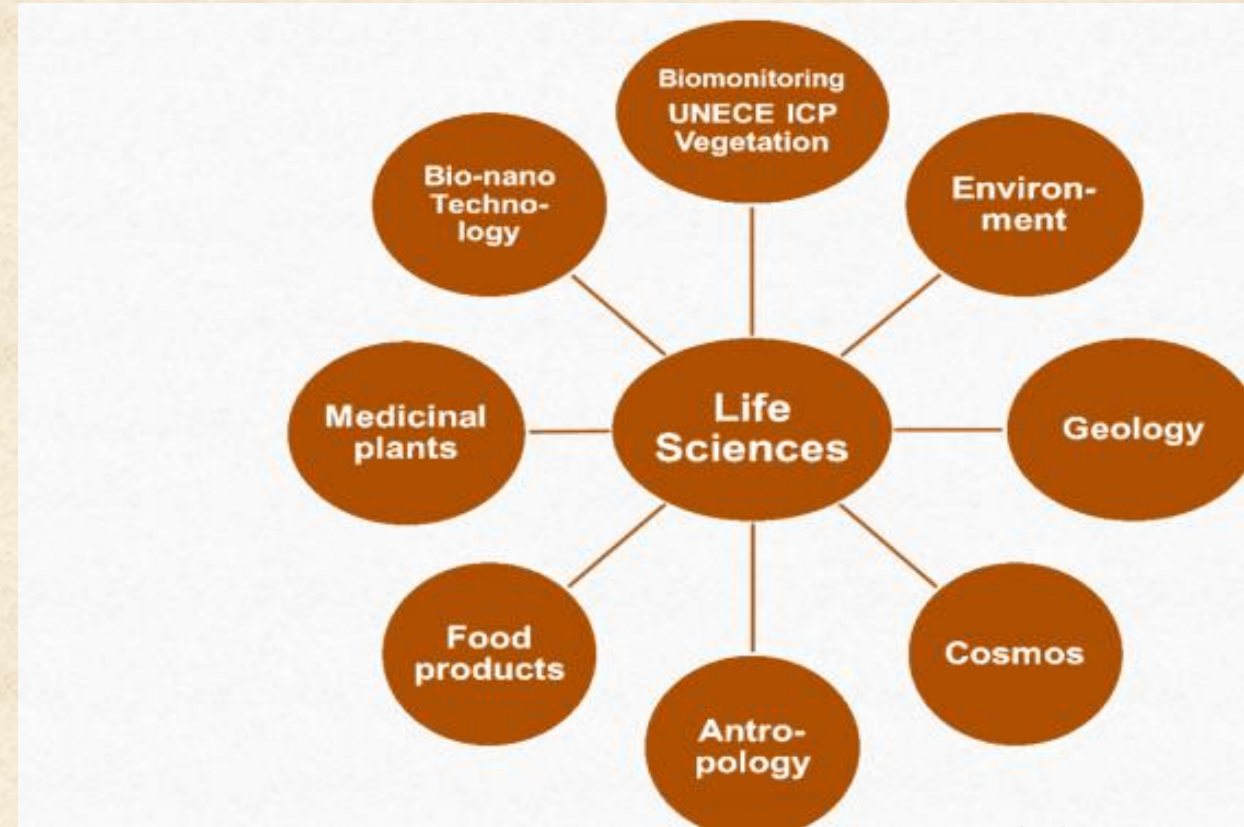 Biomonitoring
UNECE ICP
Vegetation
Environ-
ment
Geology
Cosmos
Antro-
pology
Food
products
Medicinal
plants
Bio-nano
Techno-
logy
Life
Sciences